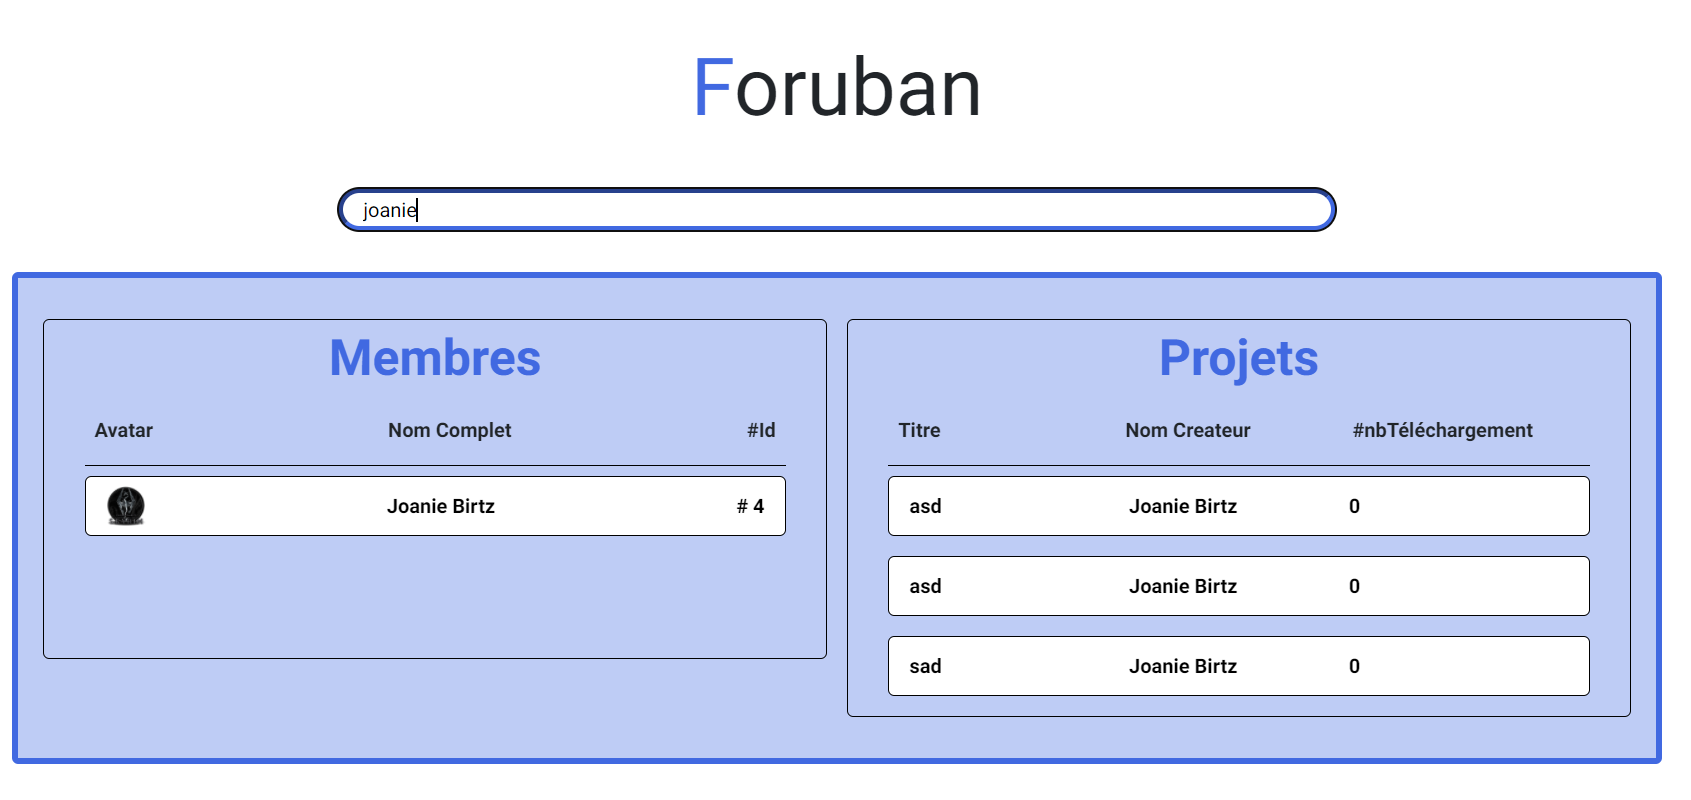 Foruban
joanie
Membres
Avatar Nom Complet #Id
Joanie Birtz # 4
Projets
Titre Nom Createur #nbTéléchargement
asd Joanie Birtz 0
asd Joanie Birtz 0
sad Joanie Birtz 0